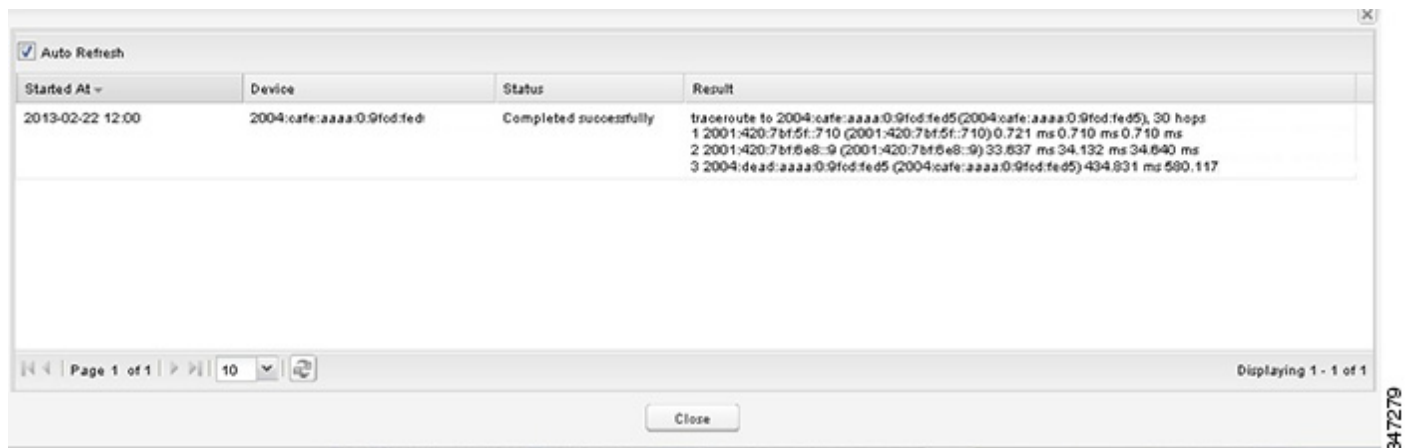 Auto Refresh
Started At Device Status Result
2013-02-22 12:00 2004:cafe:aaaa:0:9fcd:fed Completed successfully traceroute to 2004:cafe:aaaa:0:9fcd:fed5(2004:cafe:aaaa:0:9fcd:fed5), 30 hops
1 2001:420:7bf:5f::710 (2001:420:7bf:5f::710) 0.721 ms 0.710 ms 0.710 ms
2 2001:420:7bf:6e8::9 (2001:420:7bf:6e8::9) 33.637 ms 34.132 ms 34.640 ms
3 2004:dead:aaaa:0:9fcd:fed5 (2004:cafe:aaaa:0:9fcd:fed5) 434.831 ms 580.117
Page 1 of 1 10 Displaying 1 - 1 of 1
Close
347279